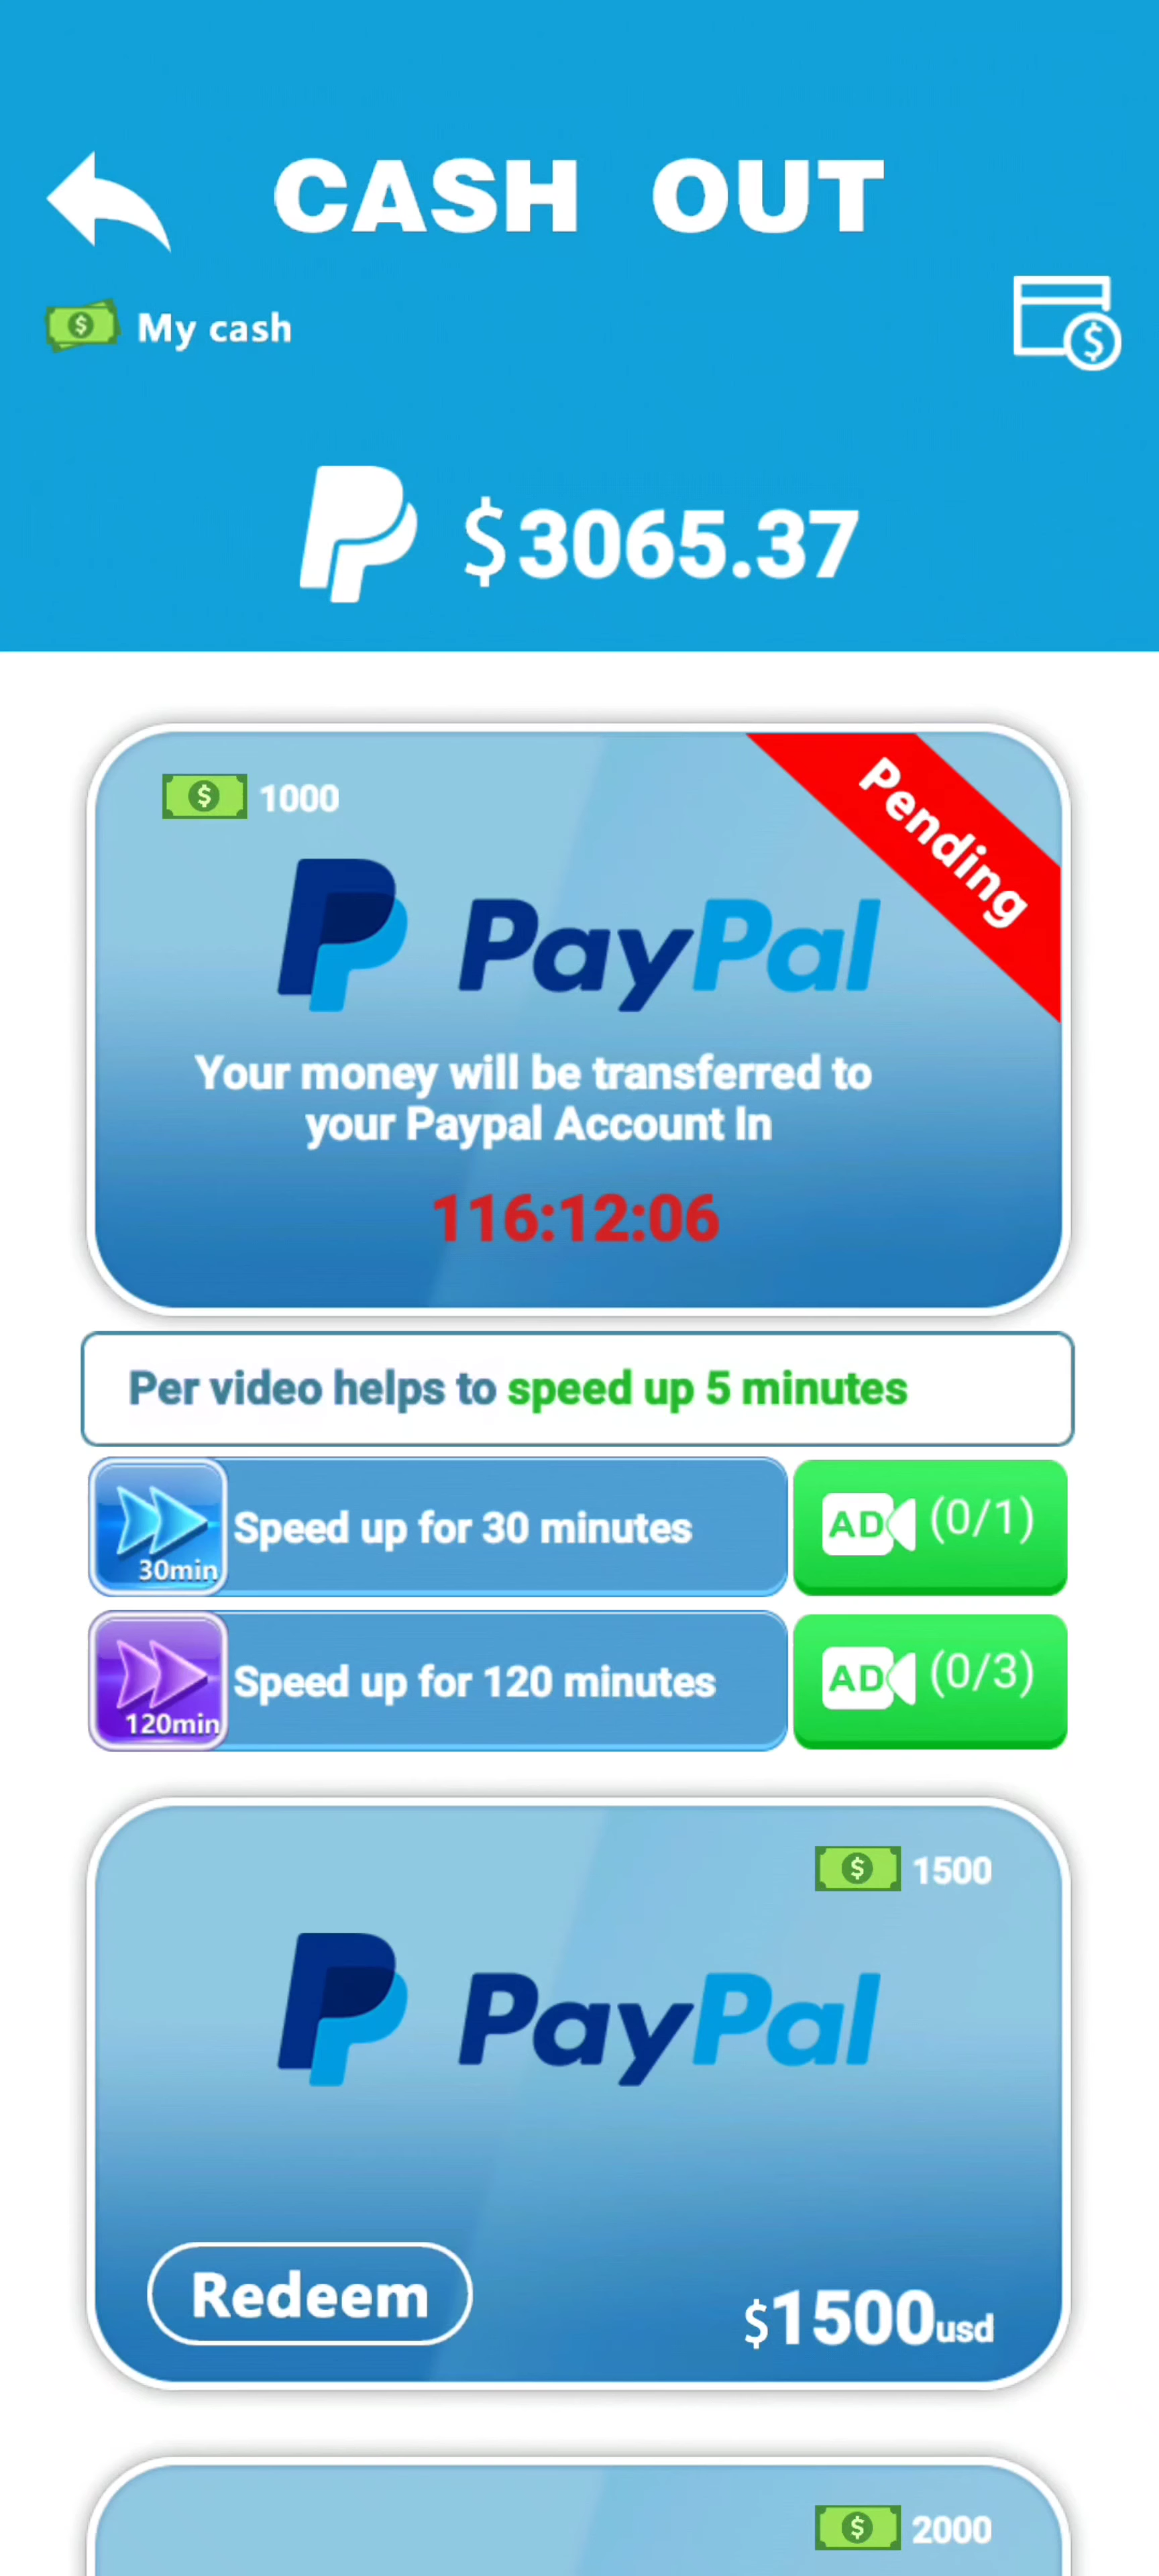 CASH OUT
My cash
$3065.37
1000
Pending
PayPal
Your money will be transferred to
your Paypal Account In
116:12:06
Per video helps to speed up 5 minutes
30min
Speed up for 30 minutes
AD (0/1)
120min
Speed up for 120 minutes
AD (0/3)
1500
PayPal
Redeem
$1500usd
2000